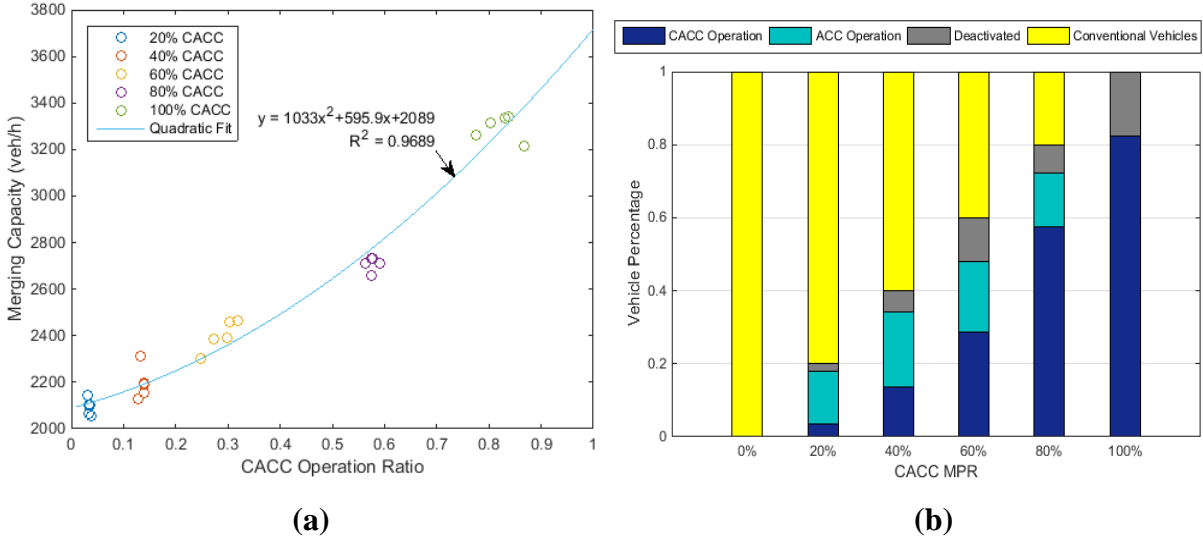 3800
3600
3400
3200
3000
2800
2600
2400
2200
2000
Merging Capacity (veh/h)
20% CACC
40% CACC
60% CACC
80% CACC
100% CACC
Quadratic Fit
y = 1033x²+595.9x+2089
R² = 0.9689
0 0.1 0.2 0.3 0.4 0.5 0.6 0.7 0.8 0.9 1
CACC Operation Ratio
(a)
CACC Operation ACC Operation Deactivated Conventional Vehicles
1
0.8
0.6
0.4
0.2
0
Vehicle Percentage
0% 20% 40% 60% 80% 100%
CACC MPR
(b)